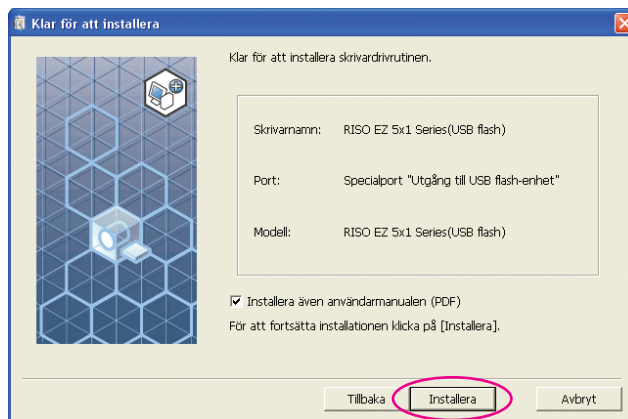 Klar för att installera
Klar för att installera skrivardrivrutinen.
Skrivarnamn: RISO EZ 5x1 Series(USB flash)
Port: Specialport "Utgång till USB flash-enhet"
Modell: RISO EZ 5x1 Series(USB flash)
Installera även användarmanualen (PDF)
För att fortsätta installationen klicka på [Installera].
Tillbaka Installera Avbryt